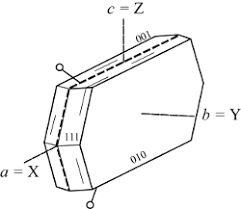 c = Z
001
b = Y
111
a = X
010